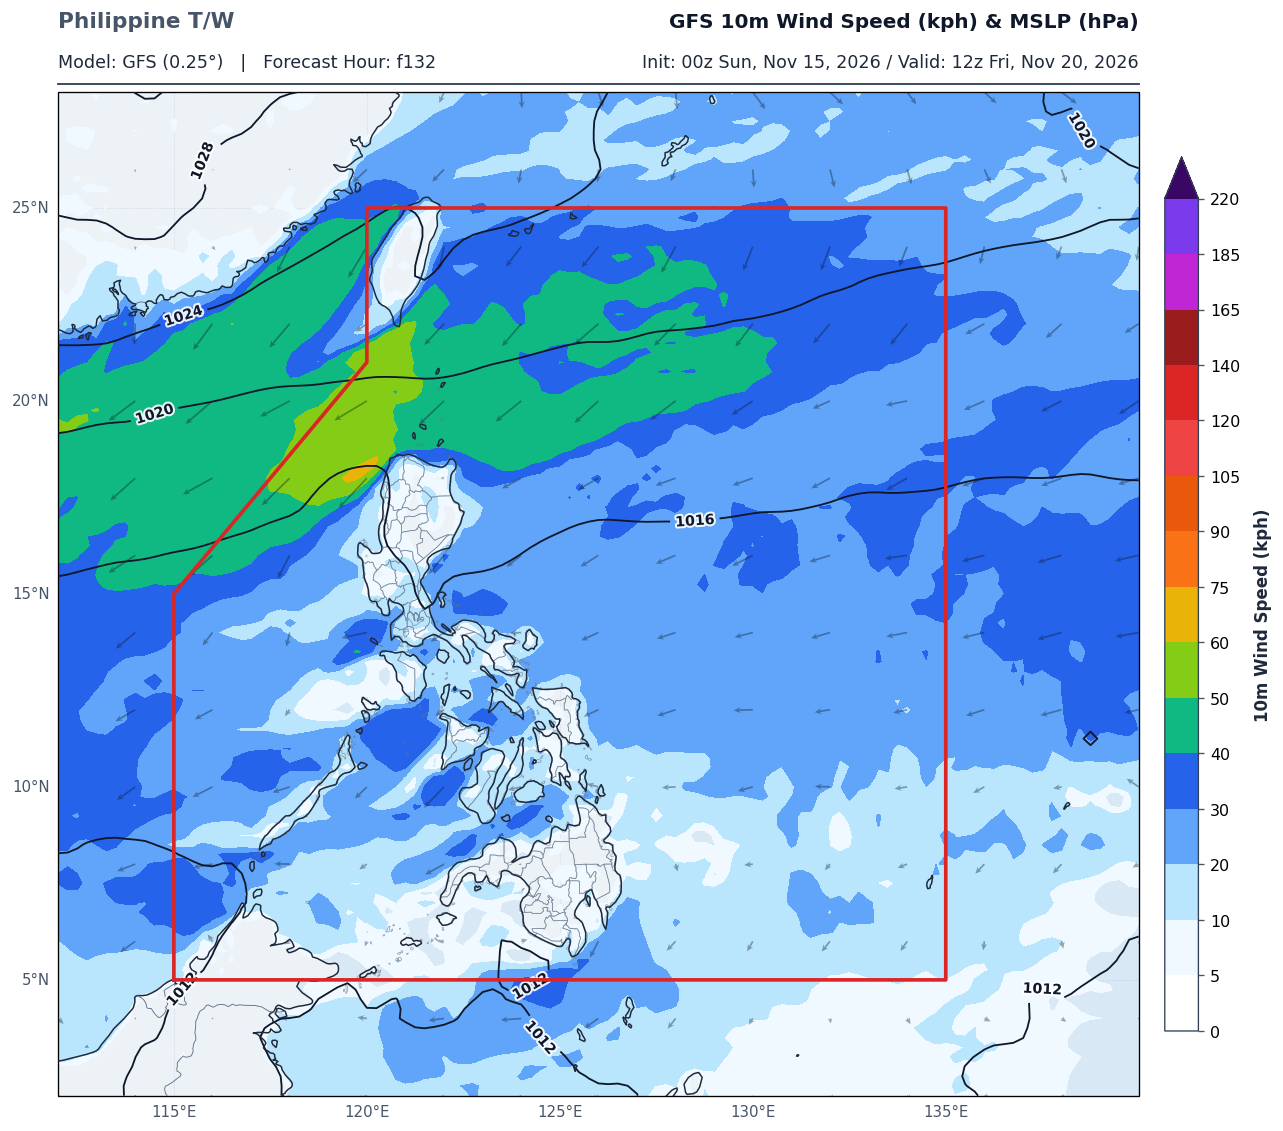 Philippine T/W
GFS 10m Wind Speed (kph) & MSLP (hPa)
Model: GFS (0.25°) | Forecast Hour: f132
Init: 00z Sun, Nov 15, 2026 / Valid: 12z Fri, Nov 20, 2026
1028
1020
1024
1020
1016
1012
1012
1012
1012
25°N
20°N
15°N
10°N
5°N
115°E
120°E
125°E
130°E
135°E
220
185
165
140
120
105
90
75
60
50
40
30
20
10
5
0
10m Wind Speed (kph)